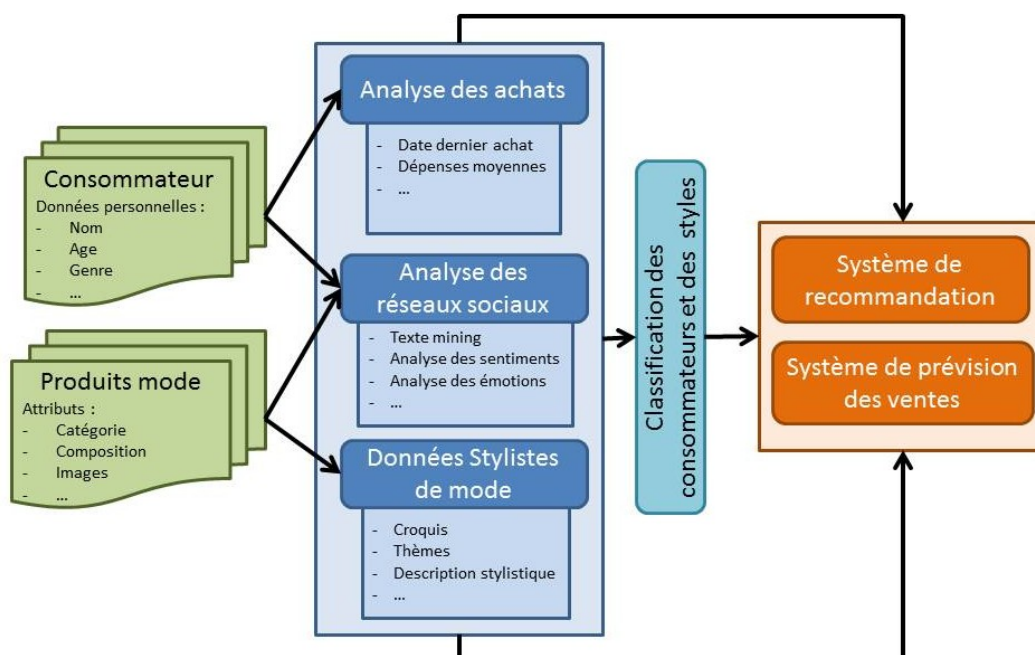 Consommateur
Données personnelles :
- Nom
- Age
- Genre
- ...
Produits mode
Attributs :
- Catégorie
- Composition
- Images
- ...
Analyse des achats
- Date dernier achat
- Dépenses moyennes
- ...
Analyse des
réseaux sociaux
- Texte mining
- Analyse des sentiments
- Analyse des émotions
- ...
Données Stylistes
de mode
- Croquis
- Thèmes
- Description stylistique
- ...
Classification des
consommateurs et des styles
Système de
recommandation
Système de prévision
des ventes